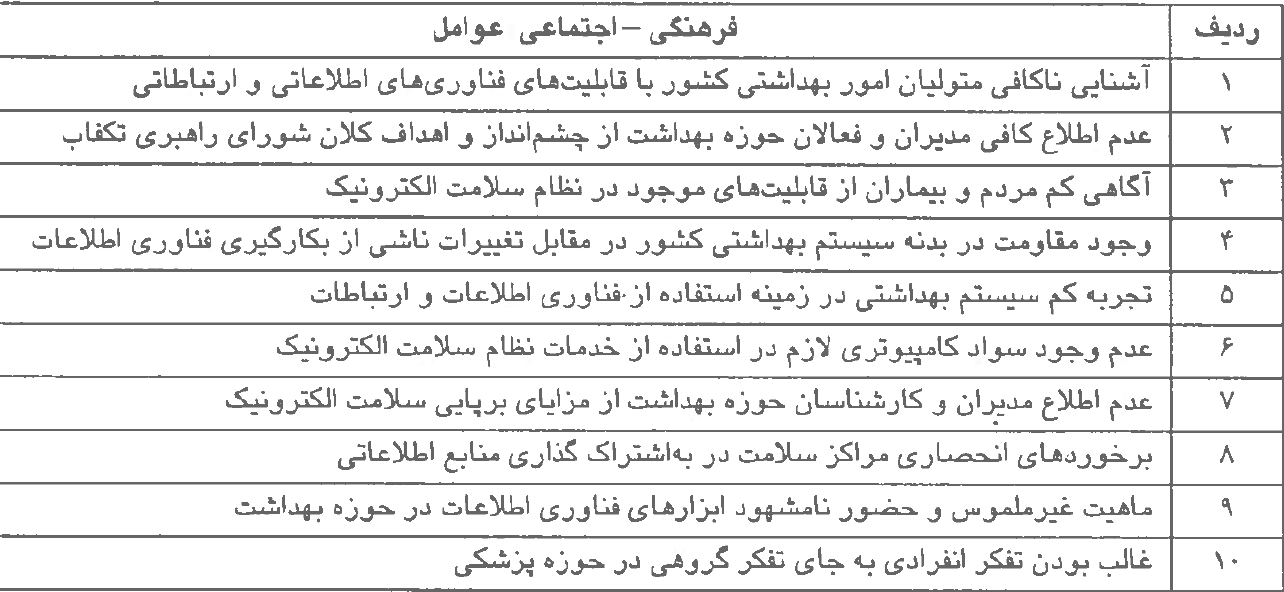 ردیف فرهنگی – اجتماعی عوامل
۱ آشنایی ناکافی متولیان امور بهداشتی کشور با قابلیت‌های فناوری‌های اطلاعاتی و ارتباطاتی
۲ عدم اطلاع کافی مدیران و فعالان حوزه بهداشت از چشم‌انداز و اهداف کلان شورای راهبری تکفاب
۳ آگاهی کم مردم و بیماران از قابلیت‌های موجود در نظام سلامت الکترونیک
۴ وجود مقاومت در بدنه سیستم بهداشتی کشور در مقابل تغییرات ناشی از بکارگیری فناوری اطلاعات
۵ تجربه کم سیستم بهداشتی در زمینه استفاده از فناوری اطلاعات و ارتباطات
۶ عدم وجود سواد کامپیوتری لازم در استفاده از خدمات نظام سلامت الکترونیک
۷ عدم اطلاع مدیران و کارشناسان حوزه بهداشت از مزایای برپایی سلامت الکترونیک
۸ برخوردهای انحصاری مراکز سلامت در به‌اشتراک گذاری منابع اطلاعاتی
۹ ماهیت غیرملموس و حضور نامشهود ابزارهای فناوری اطلاعات در حوزه بهداشت
۱۰ غالب بودن تفکر انفرادی به جای تفکر گروهی در حوزه پزشکی